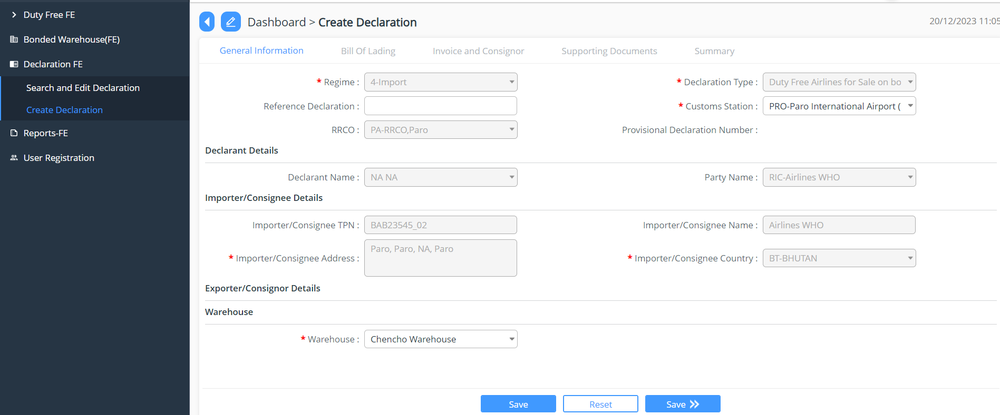 Duty Free FE
Bonded Warehouse(FE)
Declaration FE
Search and Edit Declaration
Create Declaration
Reports-FE
User Registration
Dashboard > Create Declaration
20/12/2023 11:05
General Information Bill Of Lading Invoice and Consignor Supporting Documents Summary
* Regime : 4-Import * Declaration Type : Duty Free Airlines for Sale on bo
Reference Declaration : * Customs Station : PRO-Paro International Airport (
RRCO : PA-RRCO,Paro Provisional Declaration Number :
Declarant Details
Declarant Name : NA NA Party Name : RIC-Airlines WHO
Importer/Consignee Details
Importer/Consignee TPN : BAB23545_02 Importer/Consignee Name : Airlines WHO
* Importer/Consignee Address : Paro, Paro, NA, Paro * Importer/Consignee Country : BT-BHUTAN
Exporter/Consignor Details
Warehouse
* Warehouse : Chencho Warehouse
Save Reset Save